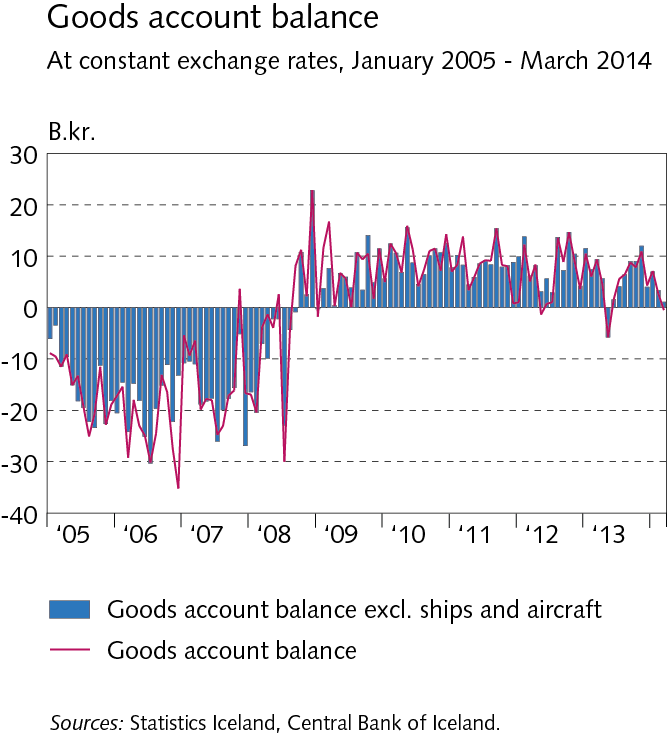 Goods account balance
At constant exchange rates, January 2005 - March 2014
B.kr.
30
20
10
0
-10
-20
-30
-40
‘05 ‘06 ‘07 ‘08 ‘09 ‘10 ‘11 ‘12 ‘13
Goods account balance excl. ships and aircraft
Goods account balance
Sources: Statistics Iceland, Central Bank of Iceland.